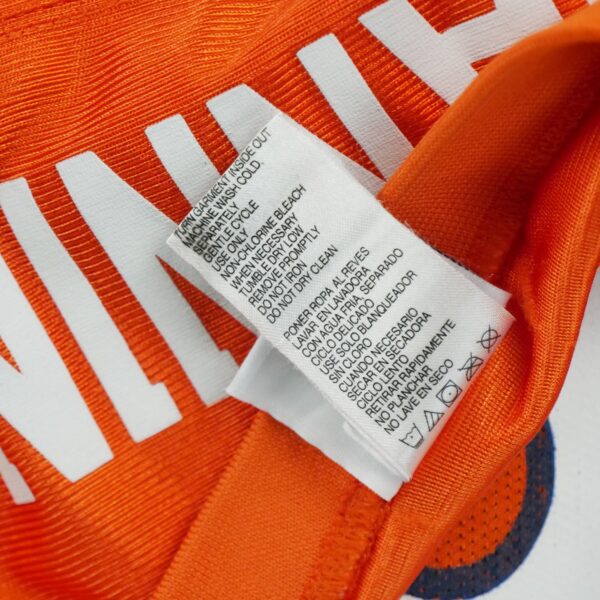 TURN GARMENT INSIDE OUT
MACHINE WASH COLD,
SEPARATELY,
GENTLE CYCLE
USE ONLY
NON-CHLORINE BLEACH
WHEN NECESSARY
TUMBLE DRY LOW
REMOVE PROMPTLY
DO NOT IRON
DO NOT DRY CLEAN
PONER ROPA AL REVES
LAVAR EN LAVADORA
CON AGUA FRIA, SEPARADO
CICLO DELICADO
USE SOLO BLANQUEADOR
SIN CLORO
CUANDO NECESARIO
SECAR EN SECADORA
CICLO LENTO
RETIRAR RAPIDAMENTE
NO PLANCHAR
NO LAVE EN SECO